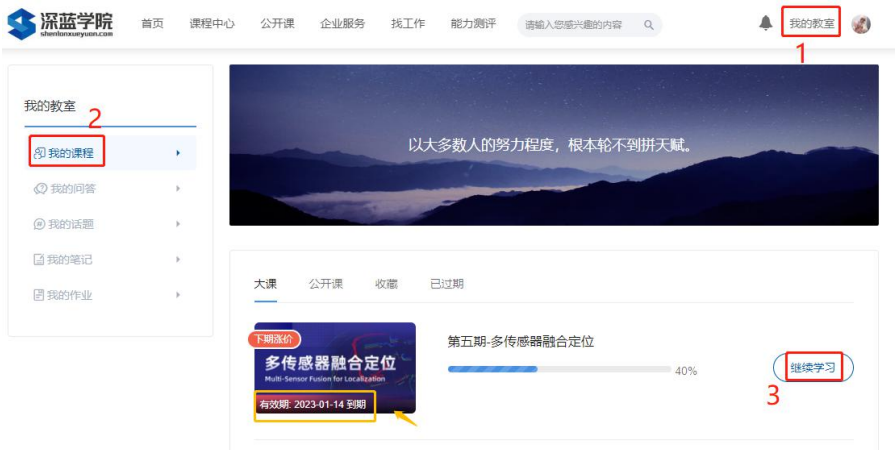 深蓝学院
shenlanxueyuan.com
首页 课程中心 公开课 企业服务 找工作 能力测评 请输入您感兴趣的内容 我的教室
1
我的教室
2
我的课程
我的问答
我的话题
我的笔记
我的作业
以大多数人的努力程度，根本轮不到拼天赋。
大课 公开课 收藏 已过期
下期涨价
多传感器融合定位
Multi-Sensor Fusion for Localization
有效期: 2023-01-14 到期
第五期-多传感器融合定位
40%
继续学习
3